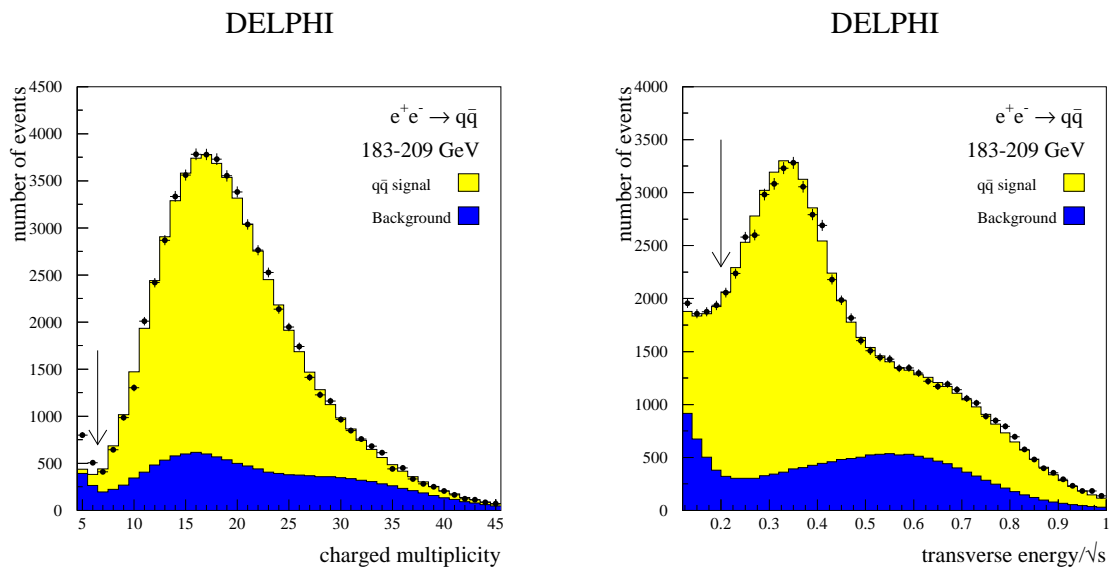 DELPHI
number of events
4500
4000
3500
3000
2500
2000
1500
1000
500
0
e⁺e⁻ → qq̄
183-209 GeV
qq̄ signal
Background
5 10 15 20 25 30 35 40 45
charged multiplicity
DELPHI
number of events
4000
3500
3000
2500
2000
1500
1000
500
0
e⁺e⁻ → qq̄
183-209 GeV
qq̄ signal
Background
0.2 0.3 0.4 0.5 0.6 0.7 0.8 0.9 1
transverse energy/√s